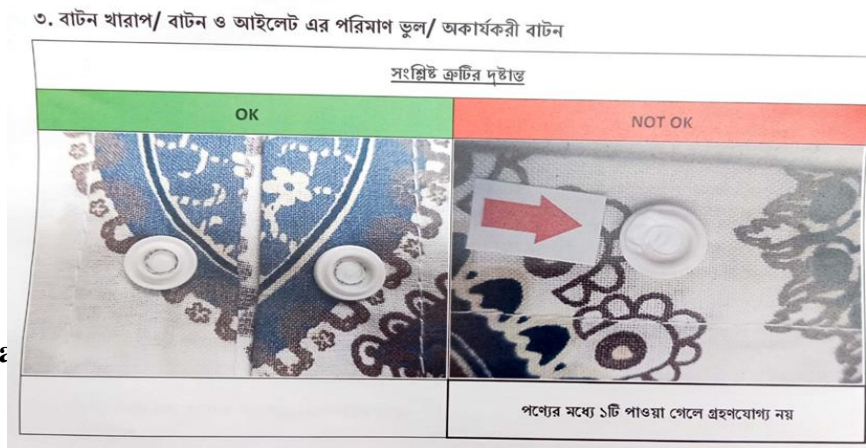 ৩. বাটন খারাপ/ বাটন ও আইলেট এর পরিমাণ ভুল/ অকার্যকরী বাটন
সংশ্লিষ্ট ত্রুটির দৃষ্টান্ত
OK
NOT OK
পণ্যের মধ্যে ১টি পাওয়া গেলে গ্রহণযোগ্য নয়